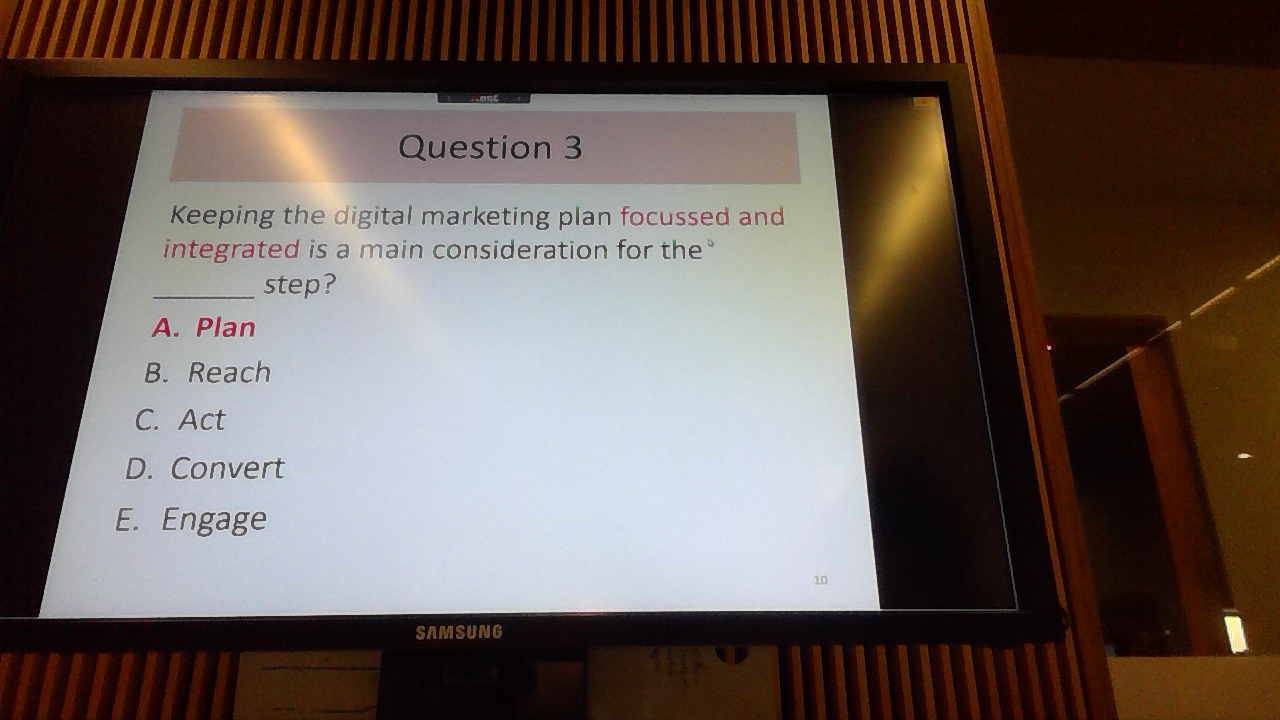 Question 3
Keeping the digital marketing plan focussed and
integrated is a main consideration for the
______ step?
A. Plan
B. Reach
C. Act
D. Convert
E. Engage
10
SAMSUNG